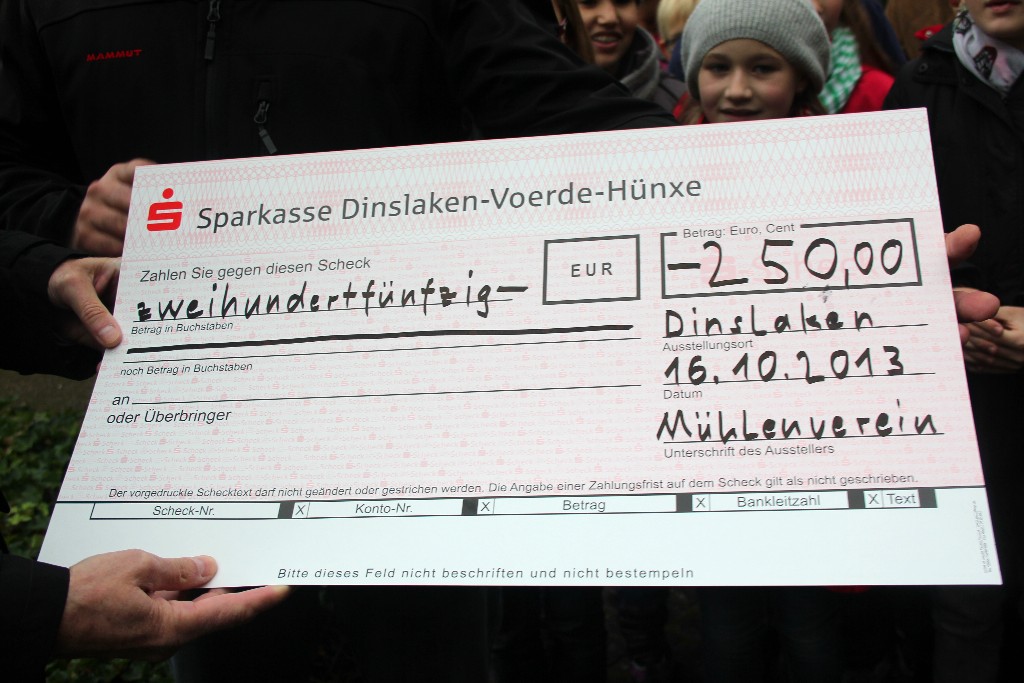 MAMMUT
Sparkasse Dinslaken-Voerde-Hünxe
Zahlen Sie gegen diesen Scheck
zweihundertfünfzig—
Betrag in Buchstaben
noch Betrag in Buchstaben
an
oder Überbringer
EUR
Betrag: Euro, Cent
—250,00
Dinslaken
Ausstellungsort
16.10.2013
Datum
Mühlenverein
Unterschrift des Ausstellers
Der vorgedruckte Schecktext darf nicht geändert oder gestrichen werden. Die Angabe einer Zahlungsfrist auf dem Scheck gilt als nicht geschrieben.
Scheck-Nr. X Konto-Nr. X Betrag X Bankleitzahl X Text
Bitte dieses Feld nicht beschriften und nicht bestempeln